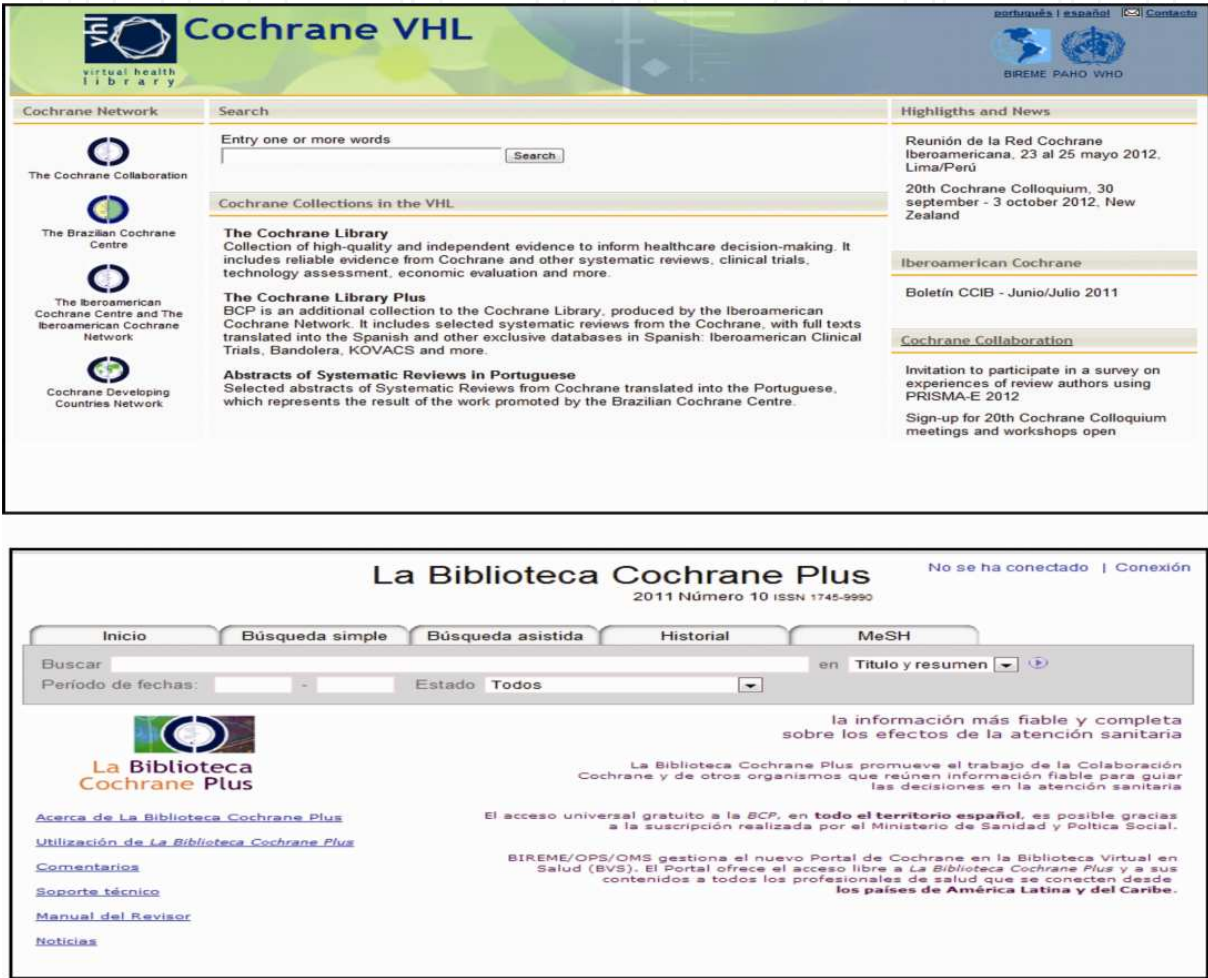 português | español Contacto
vhl
virtual health
library
Cochrane VHL
BIREME PAHO WHO
Cochrane Network
The Cochrane Collaboration
The Brazilian Cochrane
Centre
The Iberoamerican
Cochrane Centre and The
Iberoamerican Cochrane
Network
Cochrane Developing
Countries Network
Search
Entry one or more words
Search
Cochrane Collections in the VHL
The Cochrane Library
Collection of high-quality and independent evidence to inform healthcare decision-making. It
includes reliable evidence from Cochrane and other systematic reviews, clinical trials,
technology assessment, economic evaluation and more.
The Cochrane Library Plus
BCP is an additional collection to the Cochrane Library, produced by the Iberoamerican
Cochrane Network. It includes selected systematic reviews from the Cochrane, with full texts
translated into the Spanish and other exclusive databases in Spanish: Iberoamerican Clinical
Trials, Bandolera, KOVACS and more.
Abstracts of Systematic Reviews in Portuguese
Selected abstracts of Systematic Reviews from Cochrane translated into the Portuguese,
which represents the result of the work promoted by the Brazilian Cochrane Centre.
Highligths and News
Reunión de la Red Cochrane
Iberoamericana, 23 al 25 mayo 2012,
Lima/Perú
20th Cochrane Colloquium, 30
september - 3 october 2012, New
Zealand
Iberoamerican Cochrane
Boletín CCIB - Junio/Julio 2011
Cochrane Collaboration
Invitation to participate in a survey on
experiences of review authors using
PRISMA-E 2012
Sign-up for 20th Cochrane Colloquium
meetings and workshops open
La Biblioteca Cochrane Plus
2011 Número 10 ISSN 1745-9990
No se ha conectado | Conexión
Inicio Búsqueda simple Búsqueda asistida Historial MeSH
Buscar en Titulo y resumen
Período de fechas: - Estado Todos
La Biblioteca
Cochrane Plus
Acerca de La Biblioteca Cochrane Plus
Utilización de La Biblioteca Cochrane Plus
Comentarios
Soporte técnico
Manual del Revisor
Noticias
la información más fiable y completa
sobre los efectos de la atención sanitaria
La Biblioteca Cochrane Plus promueve el trabajo de la Colaboración
Cochrane y de otros organismos que reúnen información fiable para guiar
las decisiones en la atención sanitaria
El acceso universal gratuito a la BCP, en todo el territorio español, es posible gracias
a la suscripción realizada por el Ministerio de Sanidad y Poltica Social.
BIREME/OPS/OMS gestiona el nuevo Portal de Cochrane en la Biblioteca Virtual en
Salud (BVS). El Portal ofrece el acceso libre a La Biblioteca Cochrane Plus y a sus
contenidos a todos los profesionales de salud que se conecten desde
los países de América Latina y del Caribe.